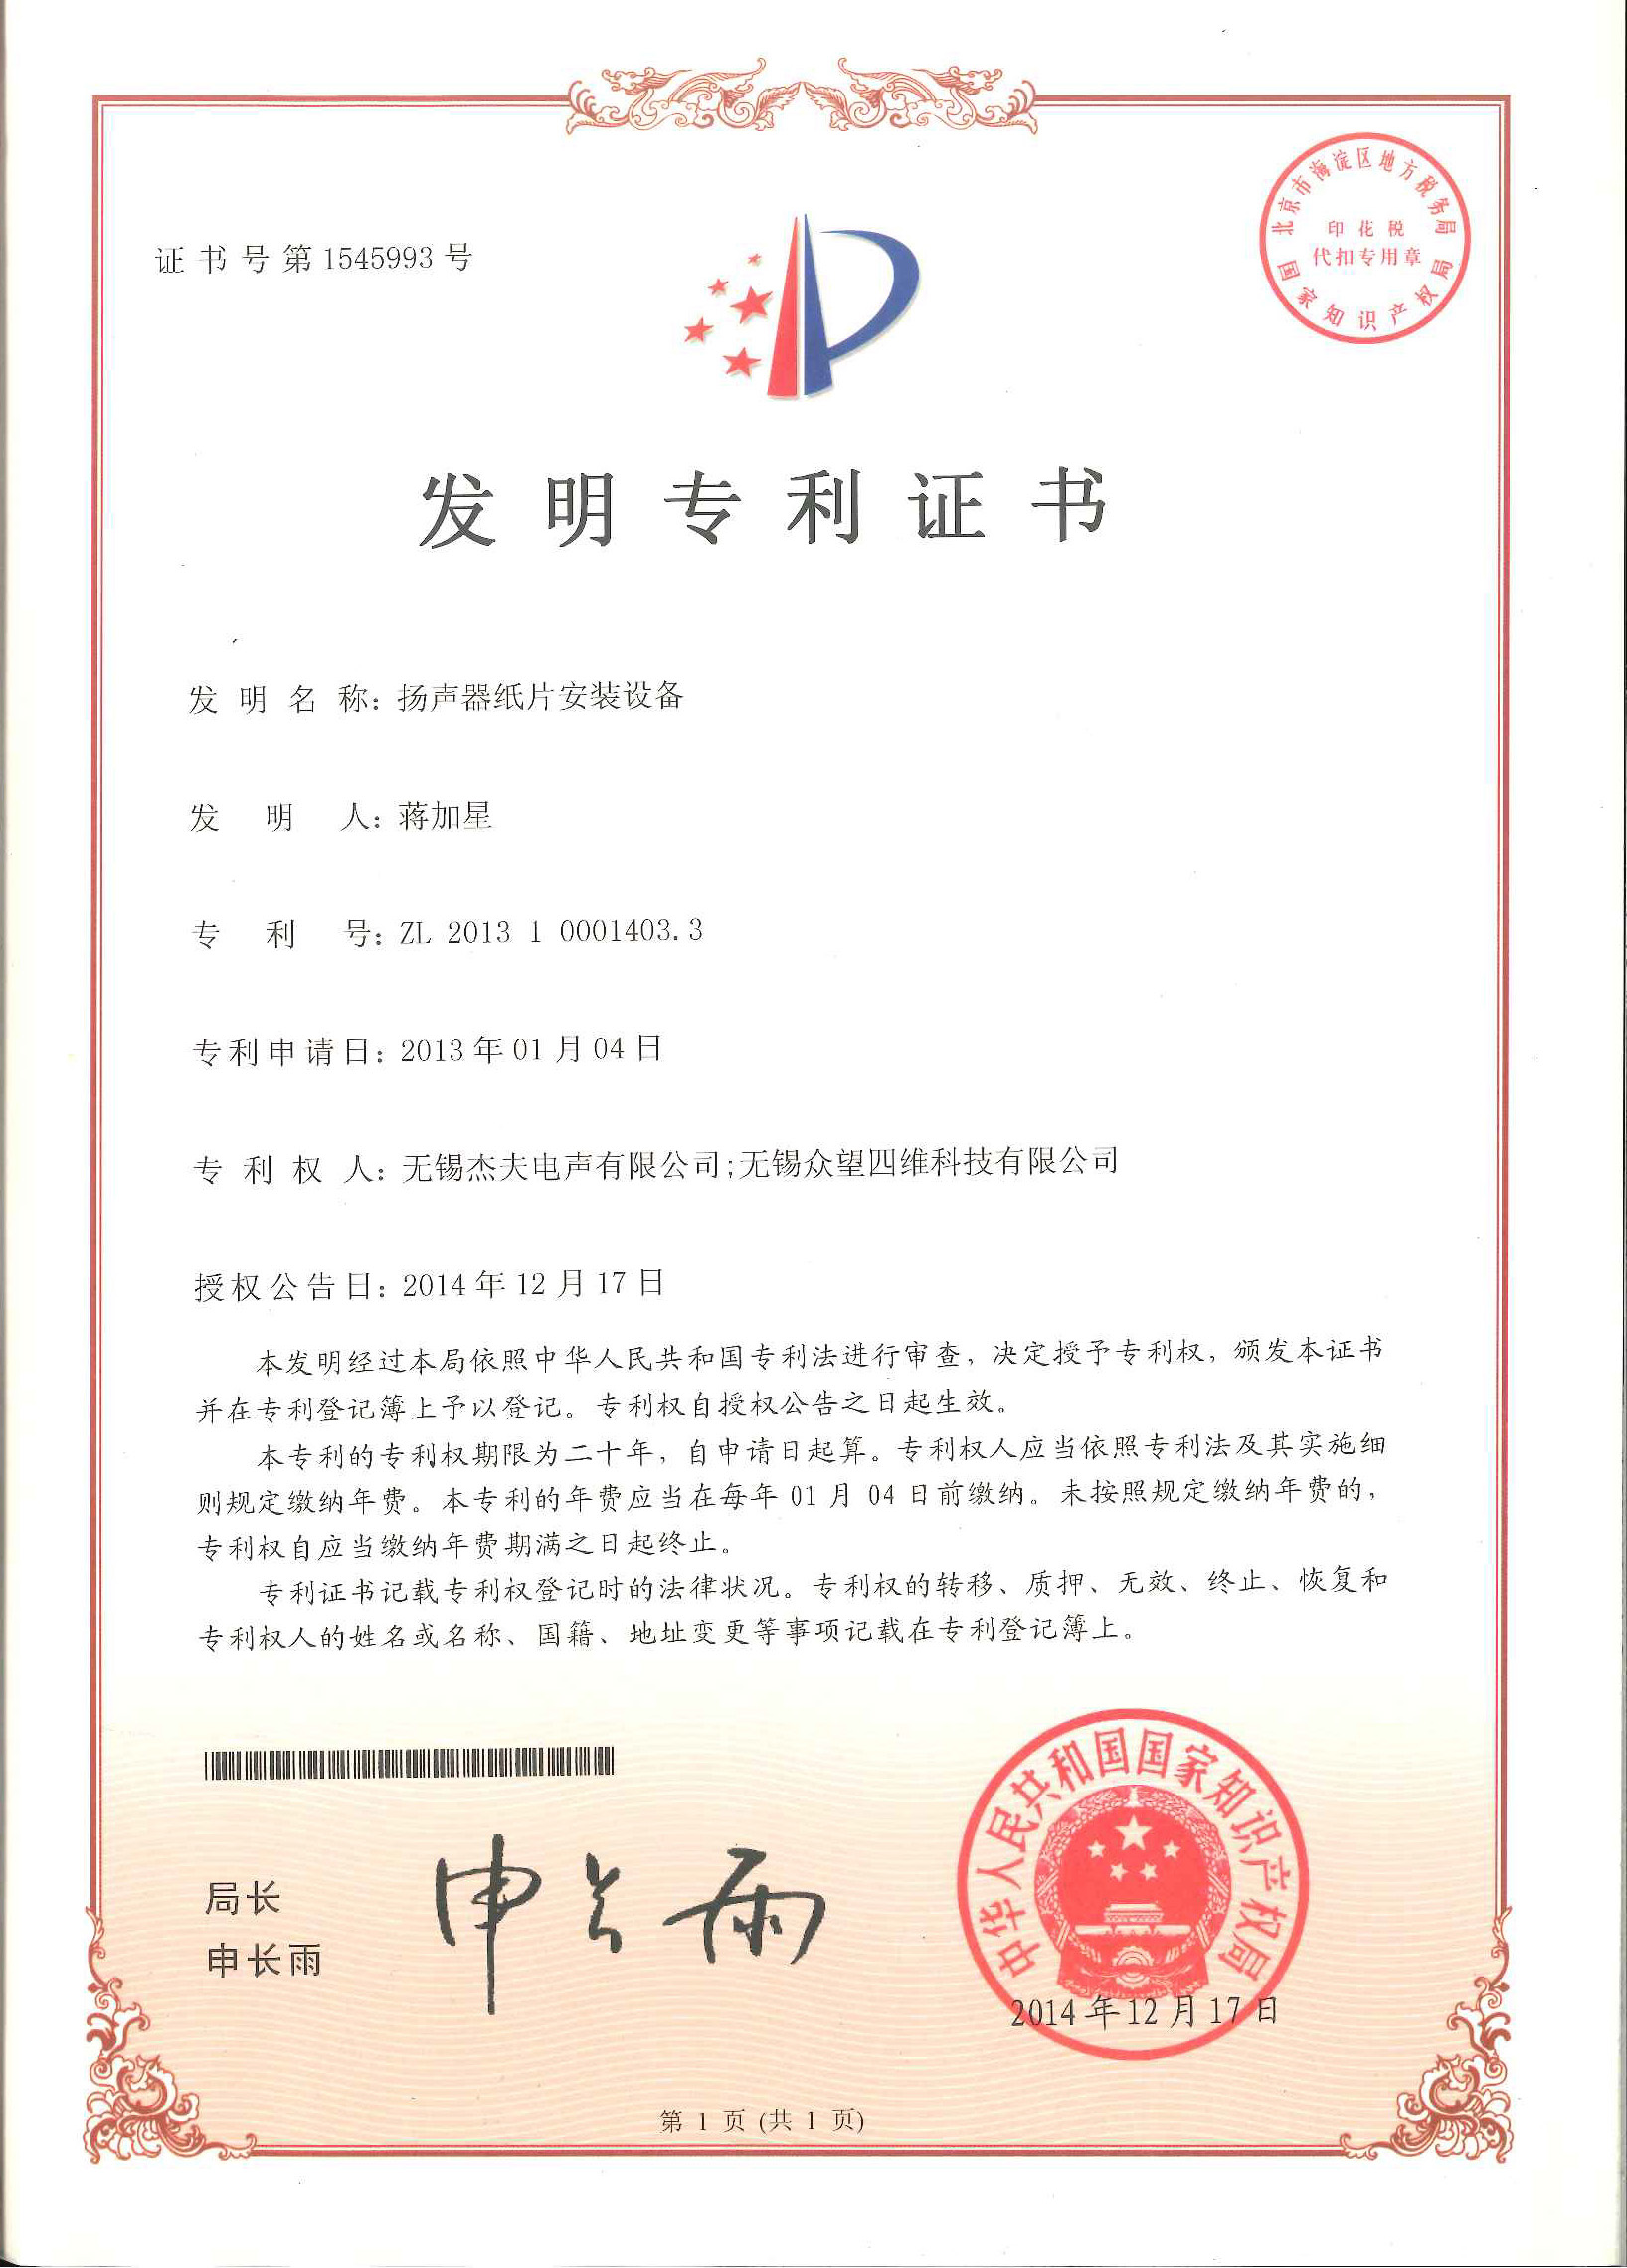 证书号第1545993号
北京市海淀区地方税务局
印花税
代扣专用章
国家知识产权局
发明专利证书
发明名称：扬声器纸片安装设备
发明人：蒋加星
专利号：ZL 2013 1 0001403.3
专利申请日：2013年01月04日
专利权人：无锡杰夫电声有限公司;无锡众望四维科技有限公司
授权公告日：2014年12月17日
本发明经过本局依照中华人民共和国专利法进行审查，决定授予专利权，颁发本证书
并在专利登记簿上予以登记。专利权自授权公告之日起生效。
本专利的专利权期限为二十年，自申请日起算。专利权人应当依照专利法及其实施细
则规定缴纳年费。本专利的年费应当在每年01月04日前缴纳。未按照规定缴纳年费的，
专利权自应当缴纳年费期满之日起终止。
专利证书记载专利权登记时的法律状况。专利权的转移、质押、无效、终止、恢复和
专利权人的姓名或名称、国籍、地址变更等事项记载在专利登记簿上。
局长
申长雨
申长雨
中华人民共和国国家知识产权局
2014年12月17日
第 1 页 (共 1 页)